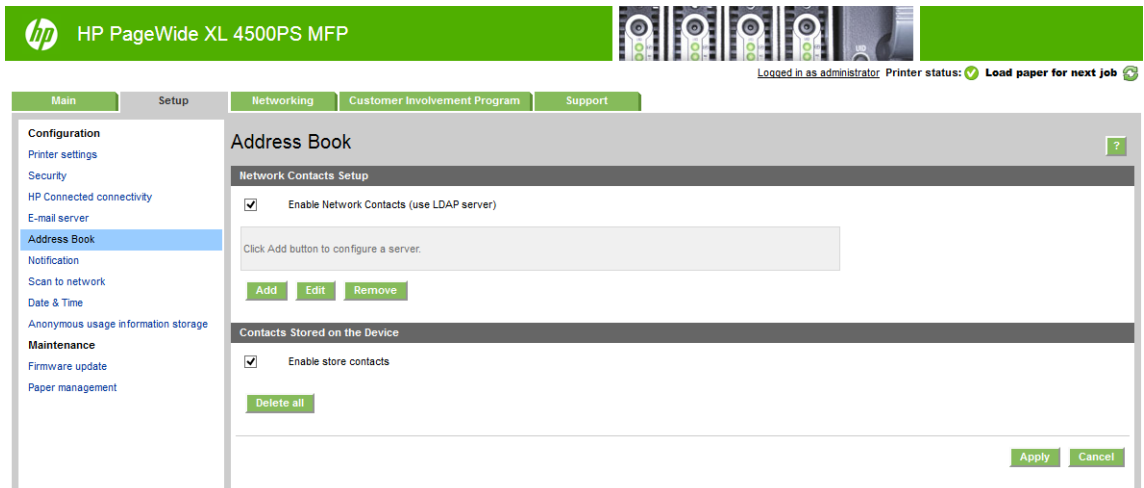 hp HP PageWide XL 4500PS MFP
UID
Logged in as administrator Printer status: Load paper for next job
Main Setup Networking Customer Involvement Program Support
Configuration
Printer settings
Security
HP Connected connectivity
E-mail server
Address Book
Notification
Scan to network
Date & Time
Anonymous usage information storage
Maintenance
Firmware update
Paper management
Address Book ?
Network Contacts Setup
Enable Network Contacts (use LDAP server)
Click Add button to configure a server.
Add Edit Remove
Contacts Stored on the Device
Enable store contacts
Delete all
Apply Cancel